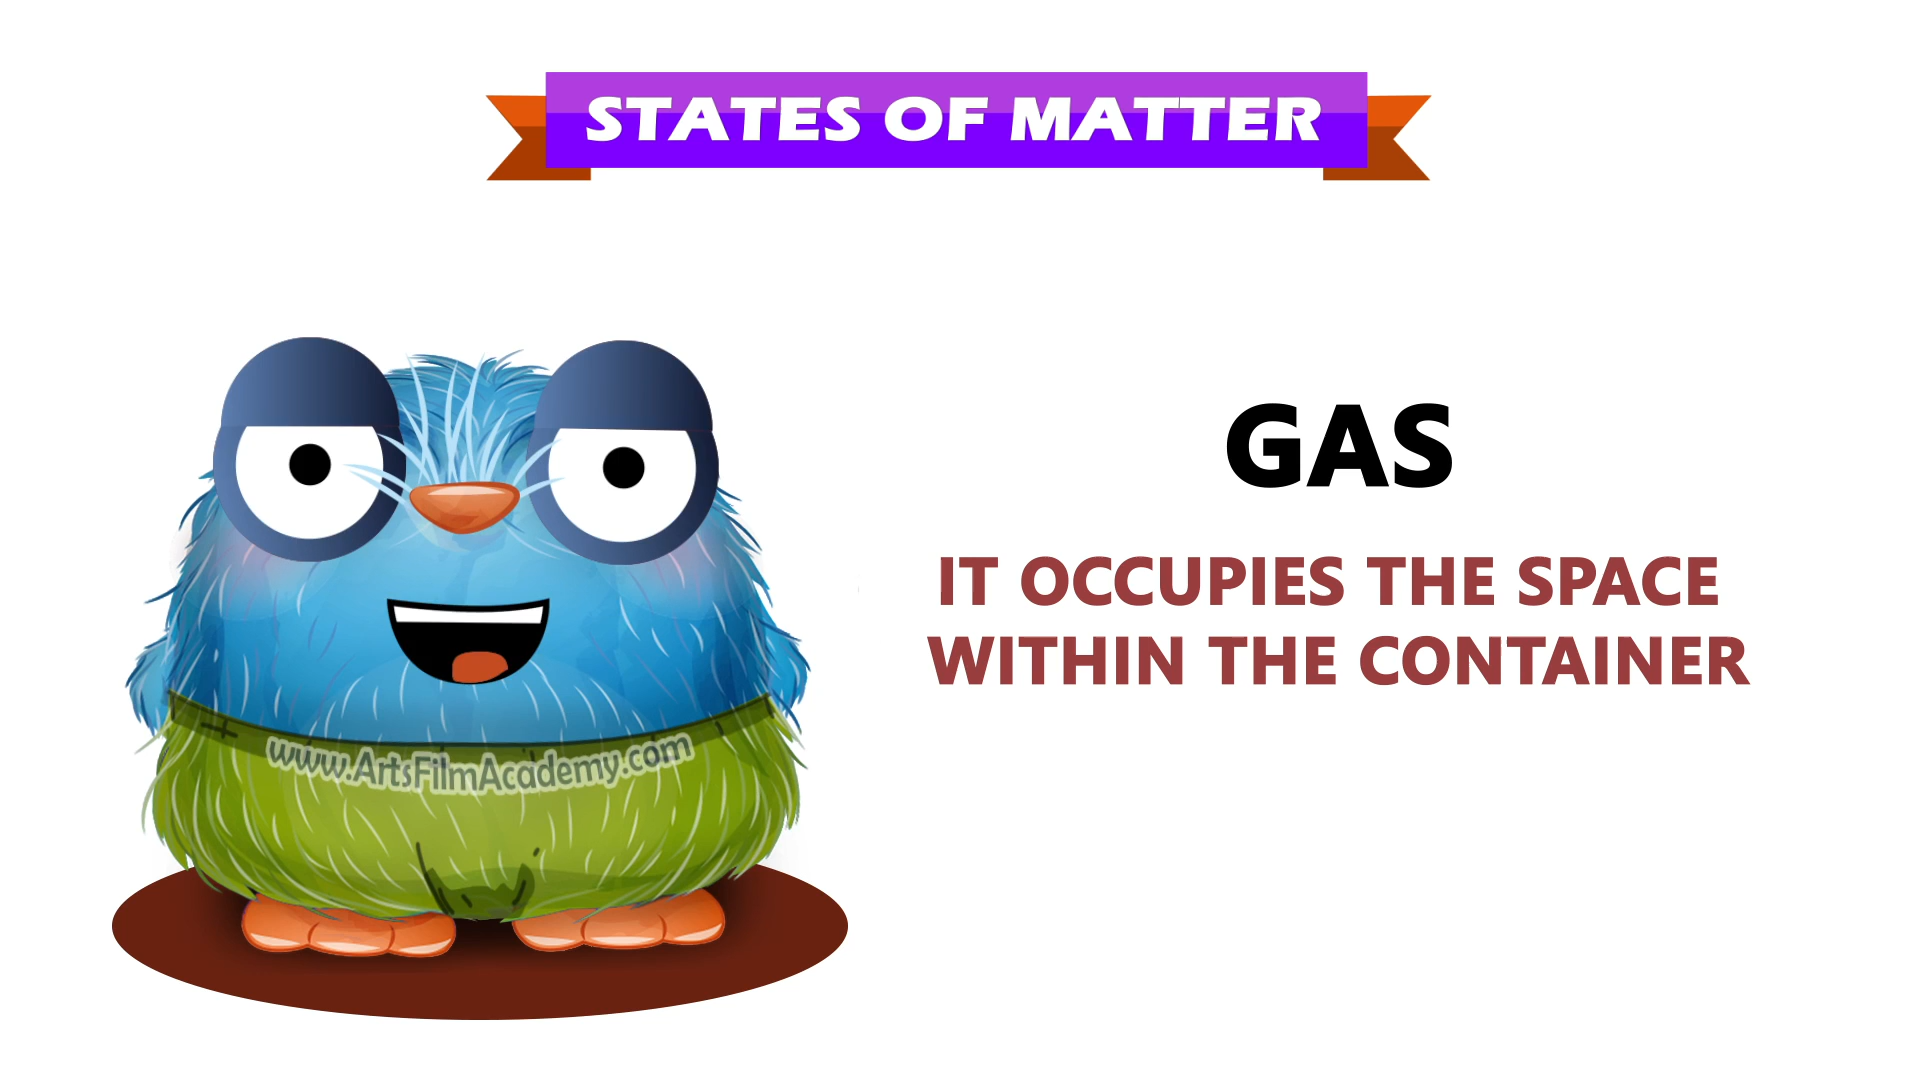 STATES OF MATTER
GAS
IT OCCUPIES THE SPACE
WITHIN THE CONTAINER
www.ArtsFilmAcademy.com